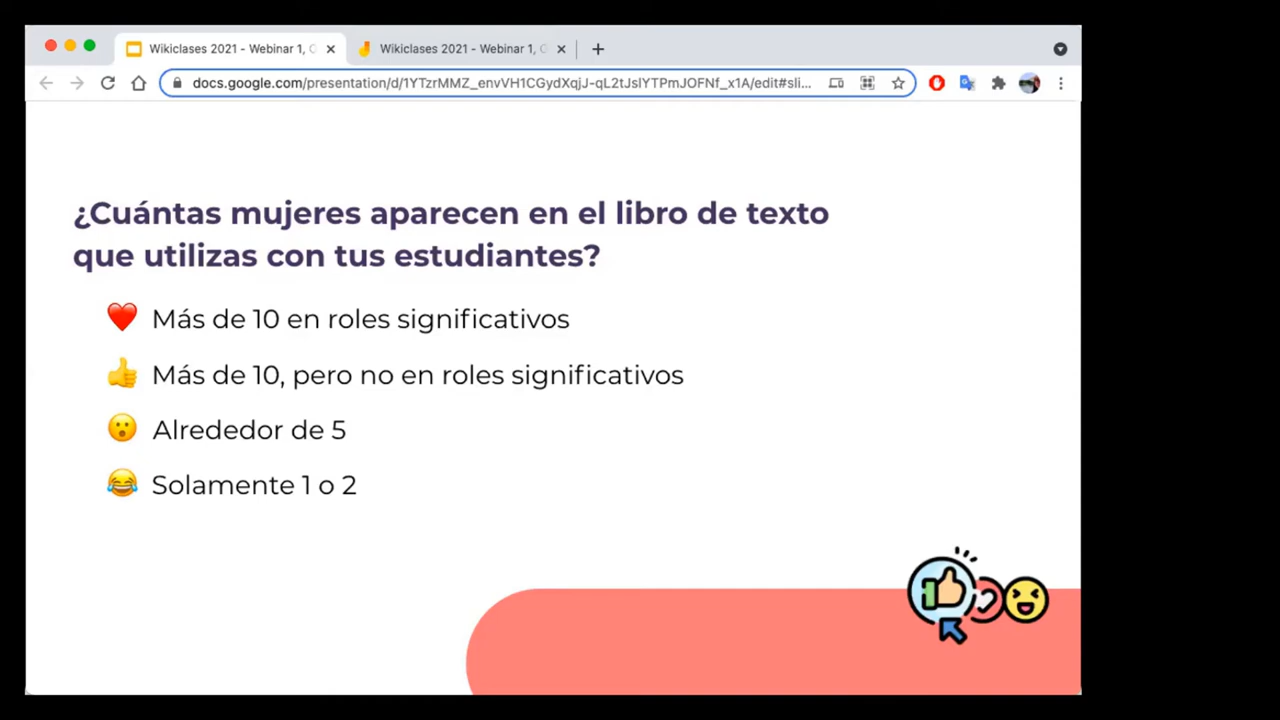 Wikiclases 2021 - Webinar 1, C
Wikiclases 2021 - Webinar 1, C
docs.google.com/presentation/d/1YTzrMMZ_envVH1CGydXqjJ-qL2tJslYTPmJOFNf_x1A/edit#sli...
¿Cuántas mujeres aparecen en el libro de texto
que utilizas con tus estudiantes?
Más de 10 en roles significativos
Más de 10, pero no en roles significativos
Alrededor de 5
Solamente 1 o 2